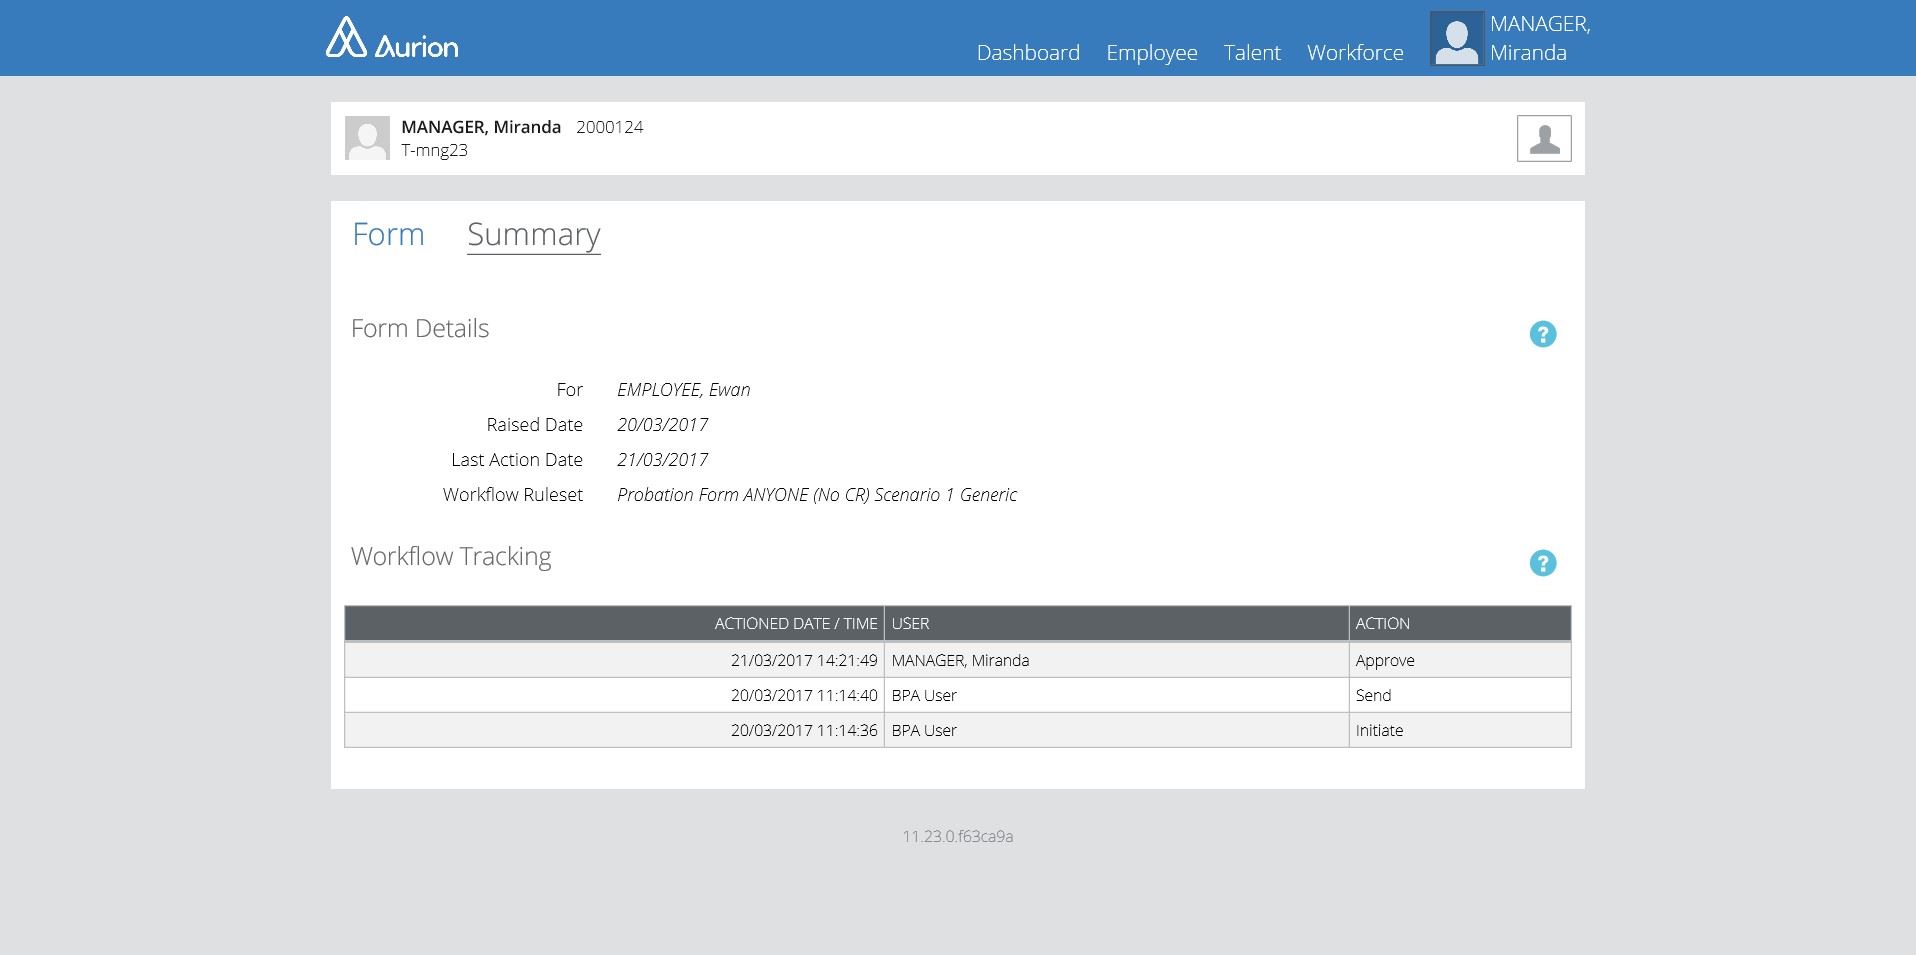 Aurion
Dashboard Employee Talent Workforce MANAGER,
Miranda
MANAGER, Miranda 2000124
T-mng23
Form Summary
Form Details
?
For EMPLOYEE, Ewan
Raised Date 20/03/2017
Last Action Date 21/03/2017
Workflow Ruleset Probation Form ANYONE (No CR) Scenario 1 Generic
Workflow Tracking
?
ACTIONED DATE / TIME USER ACTION
21/03/2017 14:21:49 MANAGER, Miranda Approve
20/03/2017 11:14:40 BPA User Send
20/03/2017 11:14:36 BPA User Initiate
11.23.0.f63ca9a